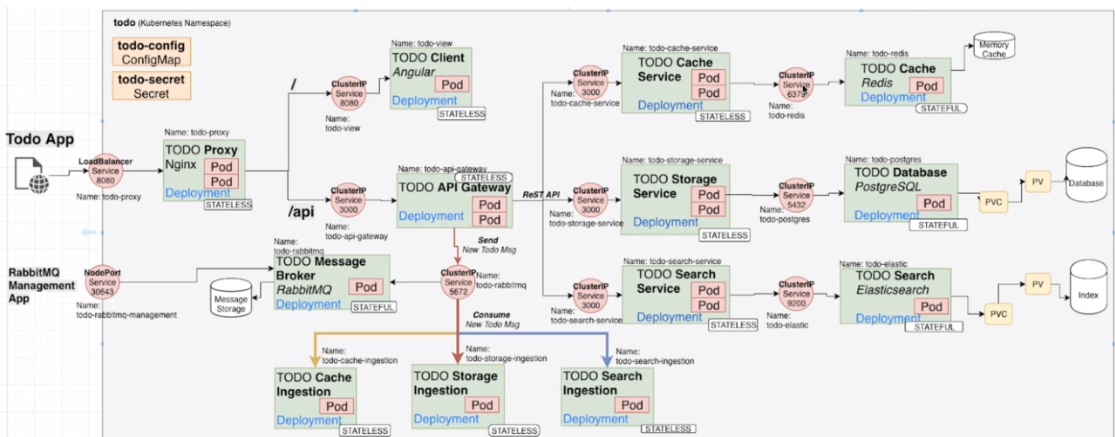 todo (Kubernetes Namespace)
todo-config
ConfigMap
todo-secret
Secret
Todo App
LoadBalancer
Service
8080
Name: todo-proxy
Name: todo-proxy
TODO Proxy
Nginx
Pod
Pod
Deployment
STATELESS
/
/api
ClusterIP
Service
8080
Name:
todo-view
Name: todo-view
TODO Client
Angular
Pod
Deployment
STATELESS
ClusterIP
Service
3000
Name:
todo-api-gateway
Name: todo-api-gateway
STATELESS
TODO API Gateway
Pod
Deployment
Pod
ReST API
ClusterIP
Service
3000
Name:
todo-cache-service
Name: todo-cache-service
TODO Cache
Service
Pod
Pod
Deployment
STATELESS
ClusterIP
Service
6379
Name:
todo-redis
Name: todo-redis
TODO Cache
Redis
Pod
Deployment
STATEFUL
Memory
Cache
ClusterIP
Service
3000
Name:
todo-storage-service
Name: todo-storage-service
TODO Storage
Service
Pod
Pod
Deployment
STATELESS
ClusterIP
Service
5432
Name:
todo-postgres
Name: todo-postgres
TODO Database
PostgreSQL
Pod
Deployment
STATEFUL
PVC
PV
Database
ClusterIP
Service
3000
Name:
todo-search-service
Name: todo-search-service
TODO Search
Service
Pod
Pod
Deployment
STATELESS
ClusterIP
Service
9200
Name:
todo-elastic
Name: todo-elastic
TODO Search
Elasticsearch
Pod
Deployment
STATEFUL
PVC
PV
Index
RabbitMQ
Management
App
NodePort
Service
30643
Name:
todo-rabbitmq-management
Message
Storage
Name:
todo-rabbitmq
TODO Message
Broker
RabbitMQ
Pod
Deployment
STATEFUL
Send
New Todo Msg
ClusterIP
Service
5672
Name:
todo-rabbitmq
Consume
New Todo Msg
Name:
todo-cache-ingestion
TODO Cache
Ingestion
Pod
Deployment
STATELESS
Name:
todo-storage-ingestion
TODO Storage
Ingestion
Pod
Deployment
STATELESS
Name:
todo-search-ingestion
TODO Search
Ingestion
Pod
Deployment
STATELESS